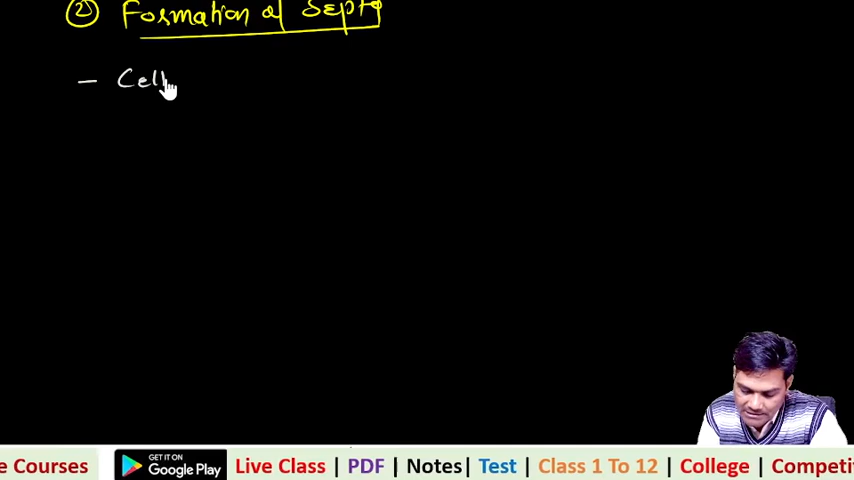 ② Formation of Septa
— Cell
e Courses GET IT ON Google Play Live Class | PDF | Notes| Test | Class 1 To 12 | College | Competi